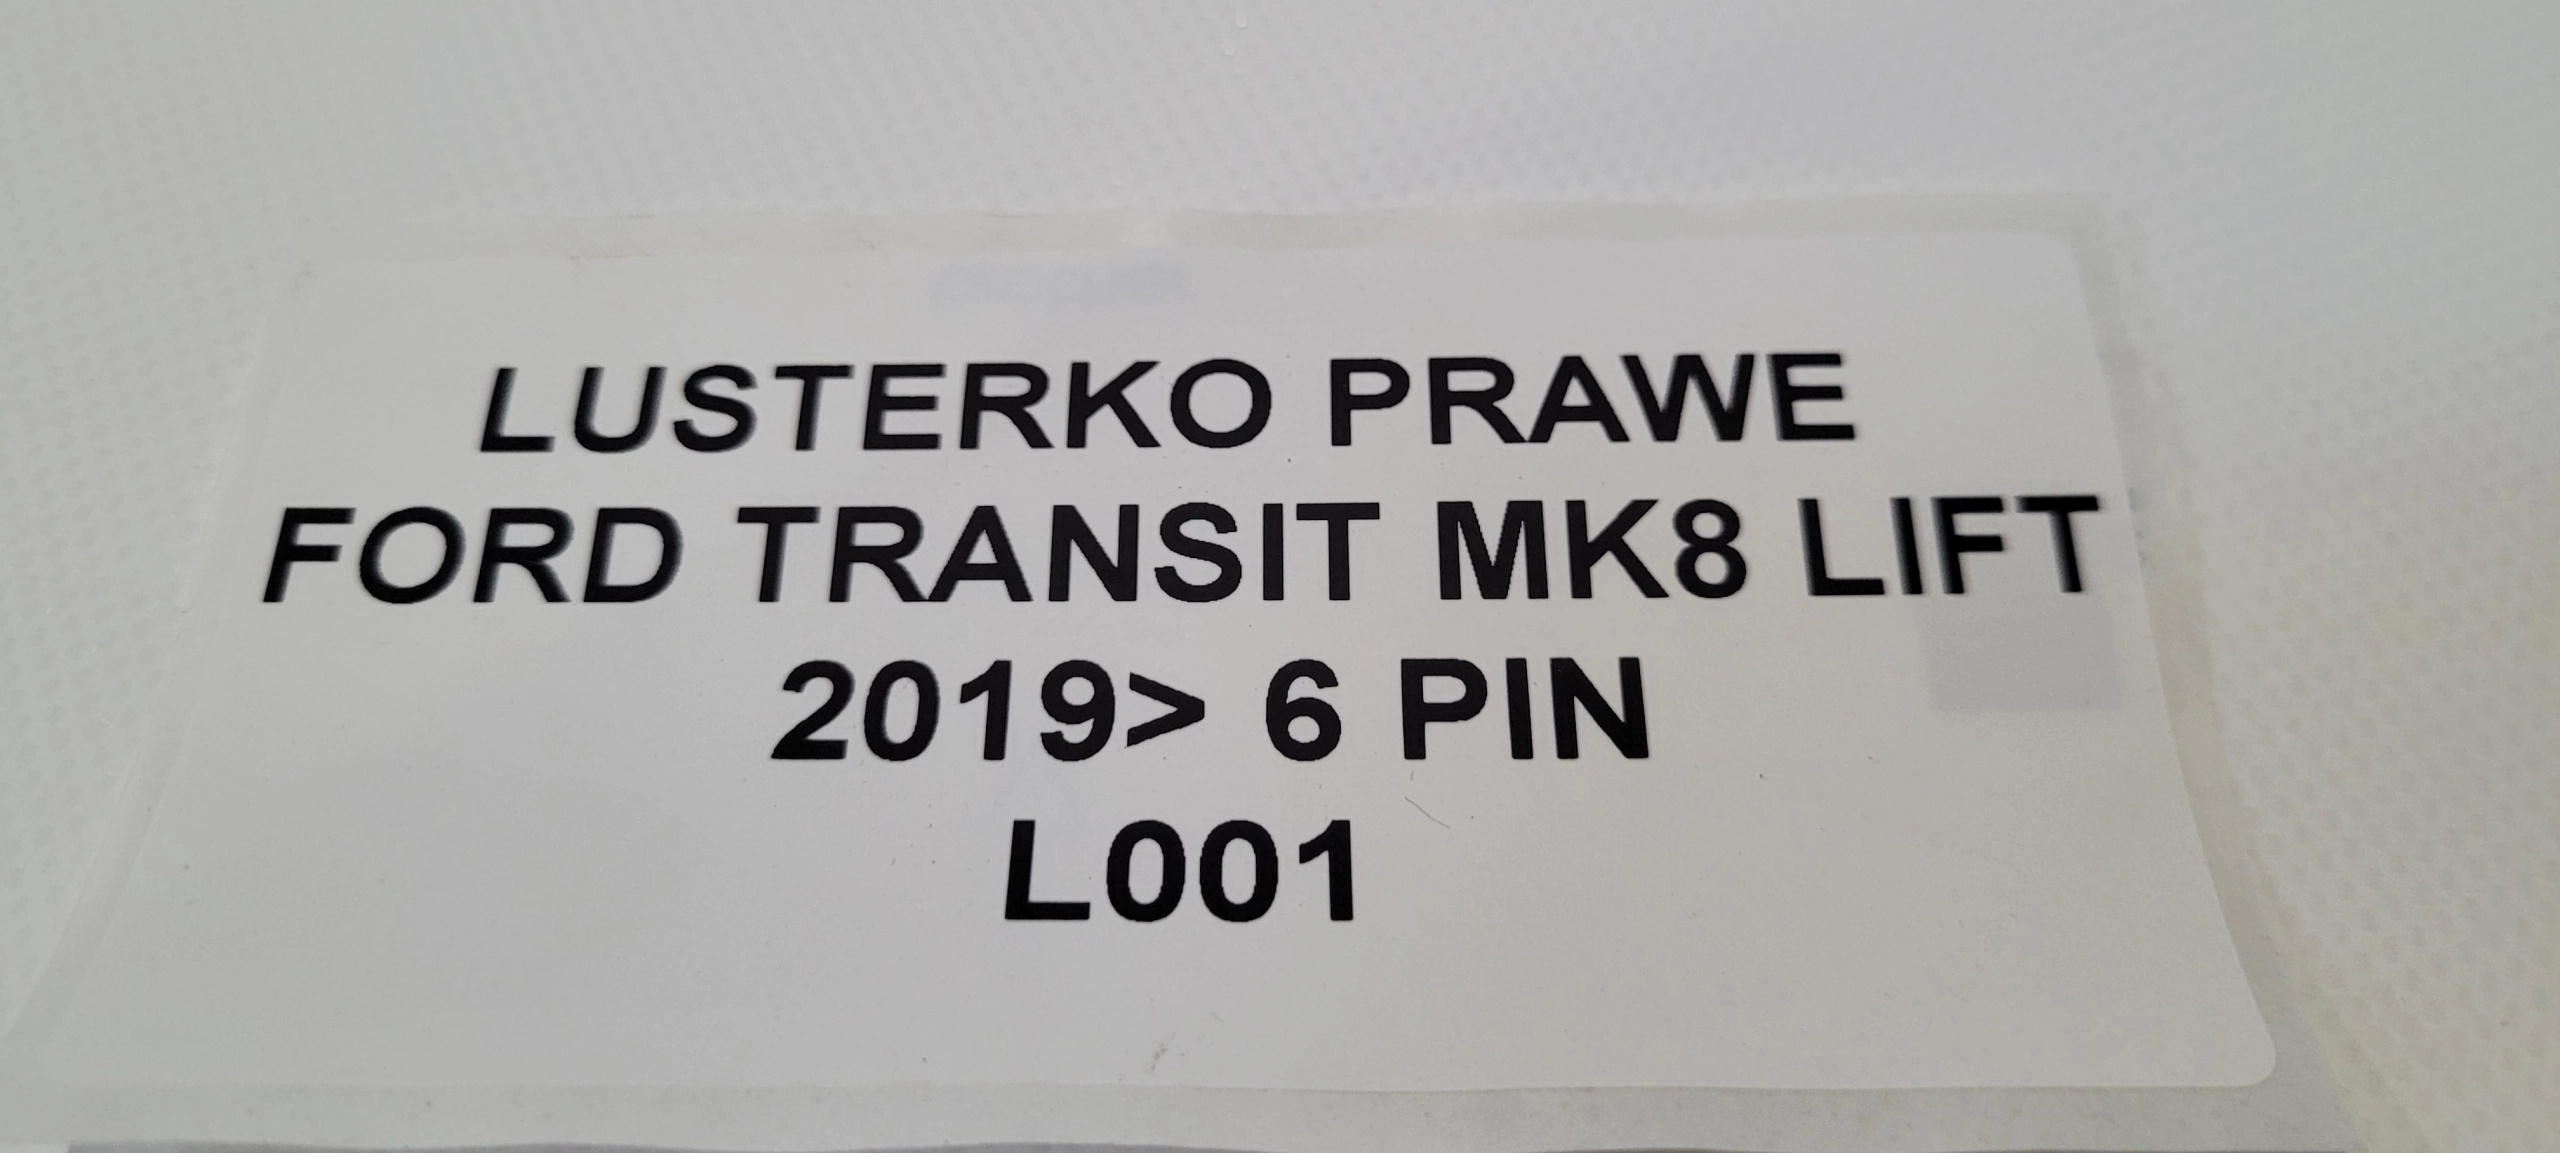 LUSTERKO PRAWE
FORD TRANSIT MK8 LIFT
2019> 6 PIN
L001